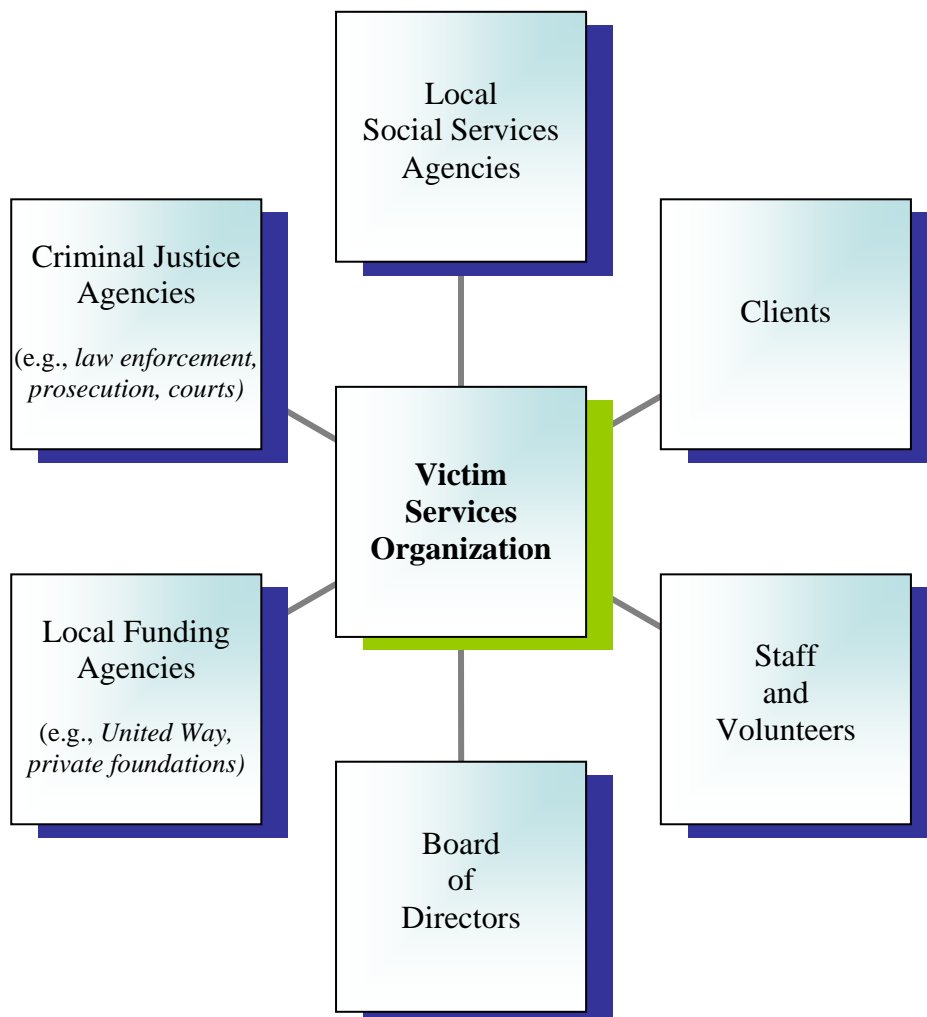 Local
Social Services
Agencies
Criminal Justice
Agencies
(e.g., law enforcement,
prosecution, courts)
Clients
Victim
Services
Organization
Local Funding
Agencies
(e.g., United Way,
private foundations)
Staff
and
Volunteers
Board
of
Directors